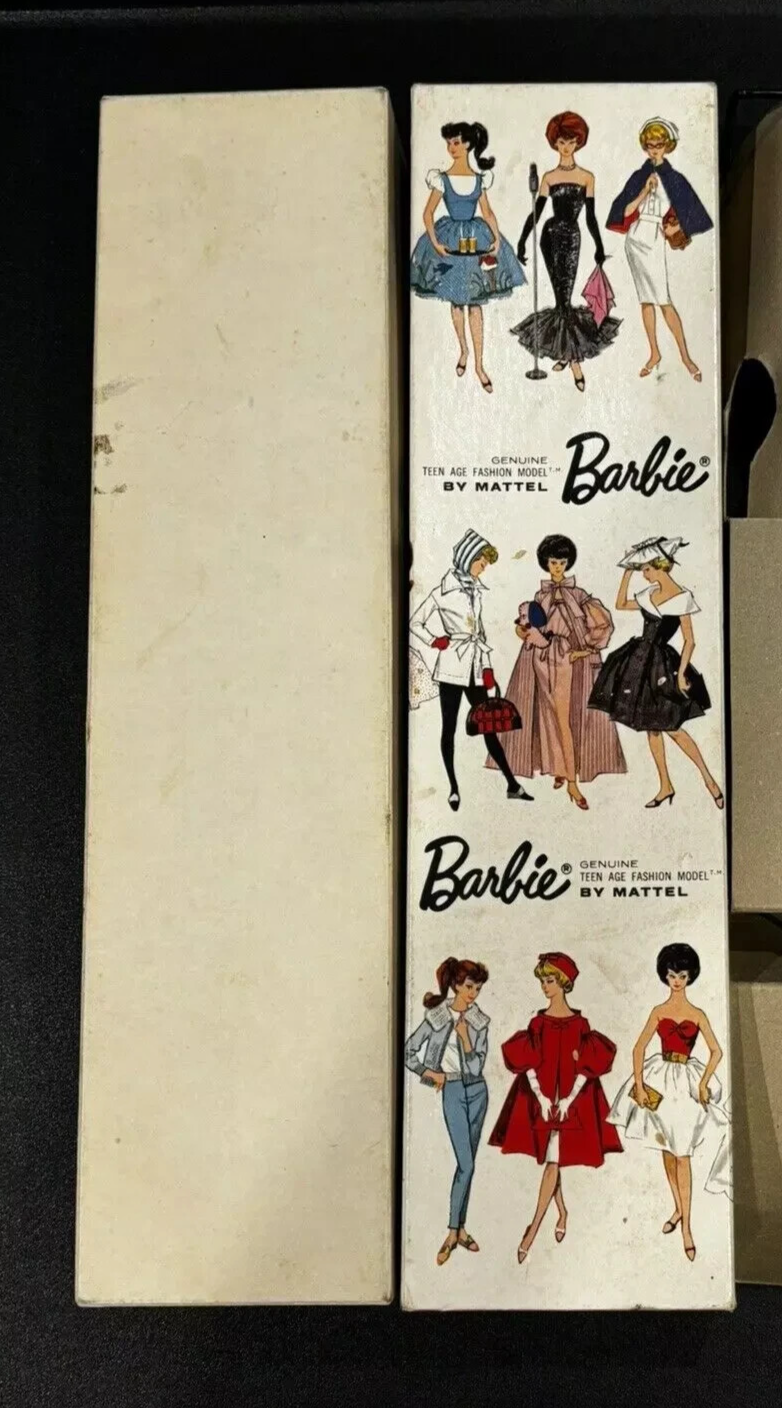 GENUINE
TEEN AGE FASHION MODEL T.M.
BY MATTEL
Barbie®
Barbie®
GENUINE
TEEN AGE FASHION MODEL T.M.
BY MATTEL